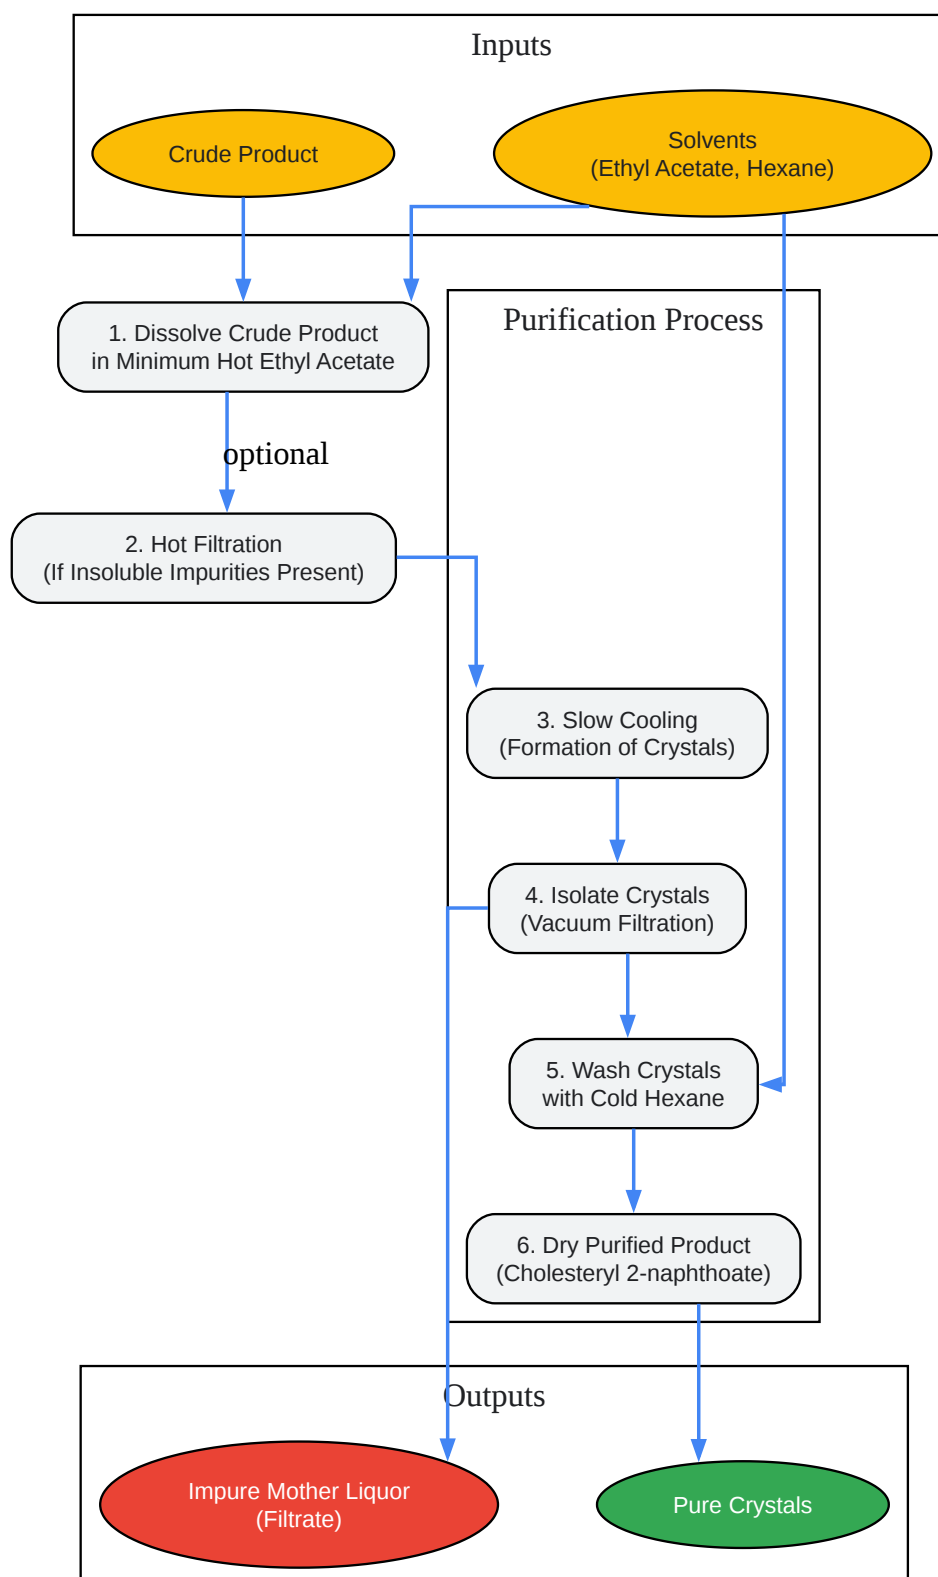 Inputs
Crude Product
Solvents
(Ethyl Acetate, Hexane)
1. Dissolve Crude Product
in Minimum Hot Ethyl Acetate
Purification Process
optional
2. Hot Filtration
(If Insoluble Impurities Present)
3. Slow Cooling
(Formation of Crystals)
4. Isolate Crystals
(Vacuum Filtration)
5. Wash Crystals
with Cold Hexane
6. Dry Purified Product
(Cholesteryl 2-naphthoate)
Outputs
Impure Mother Liquor
(Filtrate)
Pure Crystals